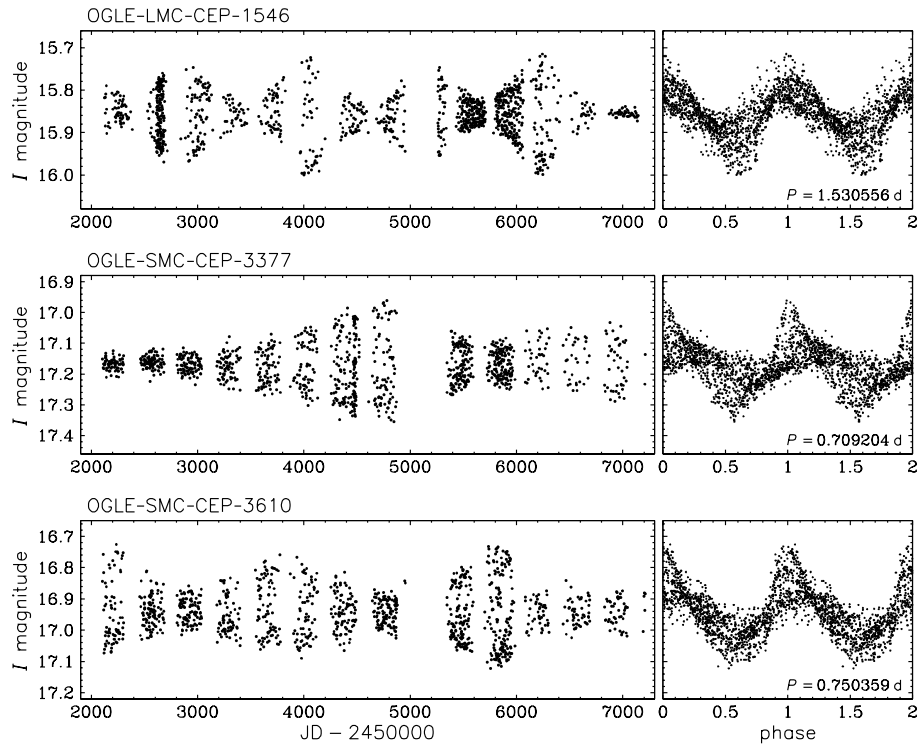 OGLE-LMC-CEP-1546
15.7
15.8
15.9
16.0
I magnitude
2000 3000 4000 5000 6000 7000
P = 1.530556 d
0 0.5 1 1.5 2
OGLE-SMC-CEP-3377
16.9
17.0
17.1
17.2
17.3
17.4
I magnitude
2000 3000 4000 5000 6000 7000
P = 0.709204 d
0 0.5 1 1.5 2
OGLE-SMC-CEP-3610
16.7
16.8
16.9
17.0
17.1
17.2
I magnitude
2000 3000 4000 5000 6000 7000
JD - 2450000
P = 0.750359 d
0 0.5 1 1.5 2
phase